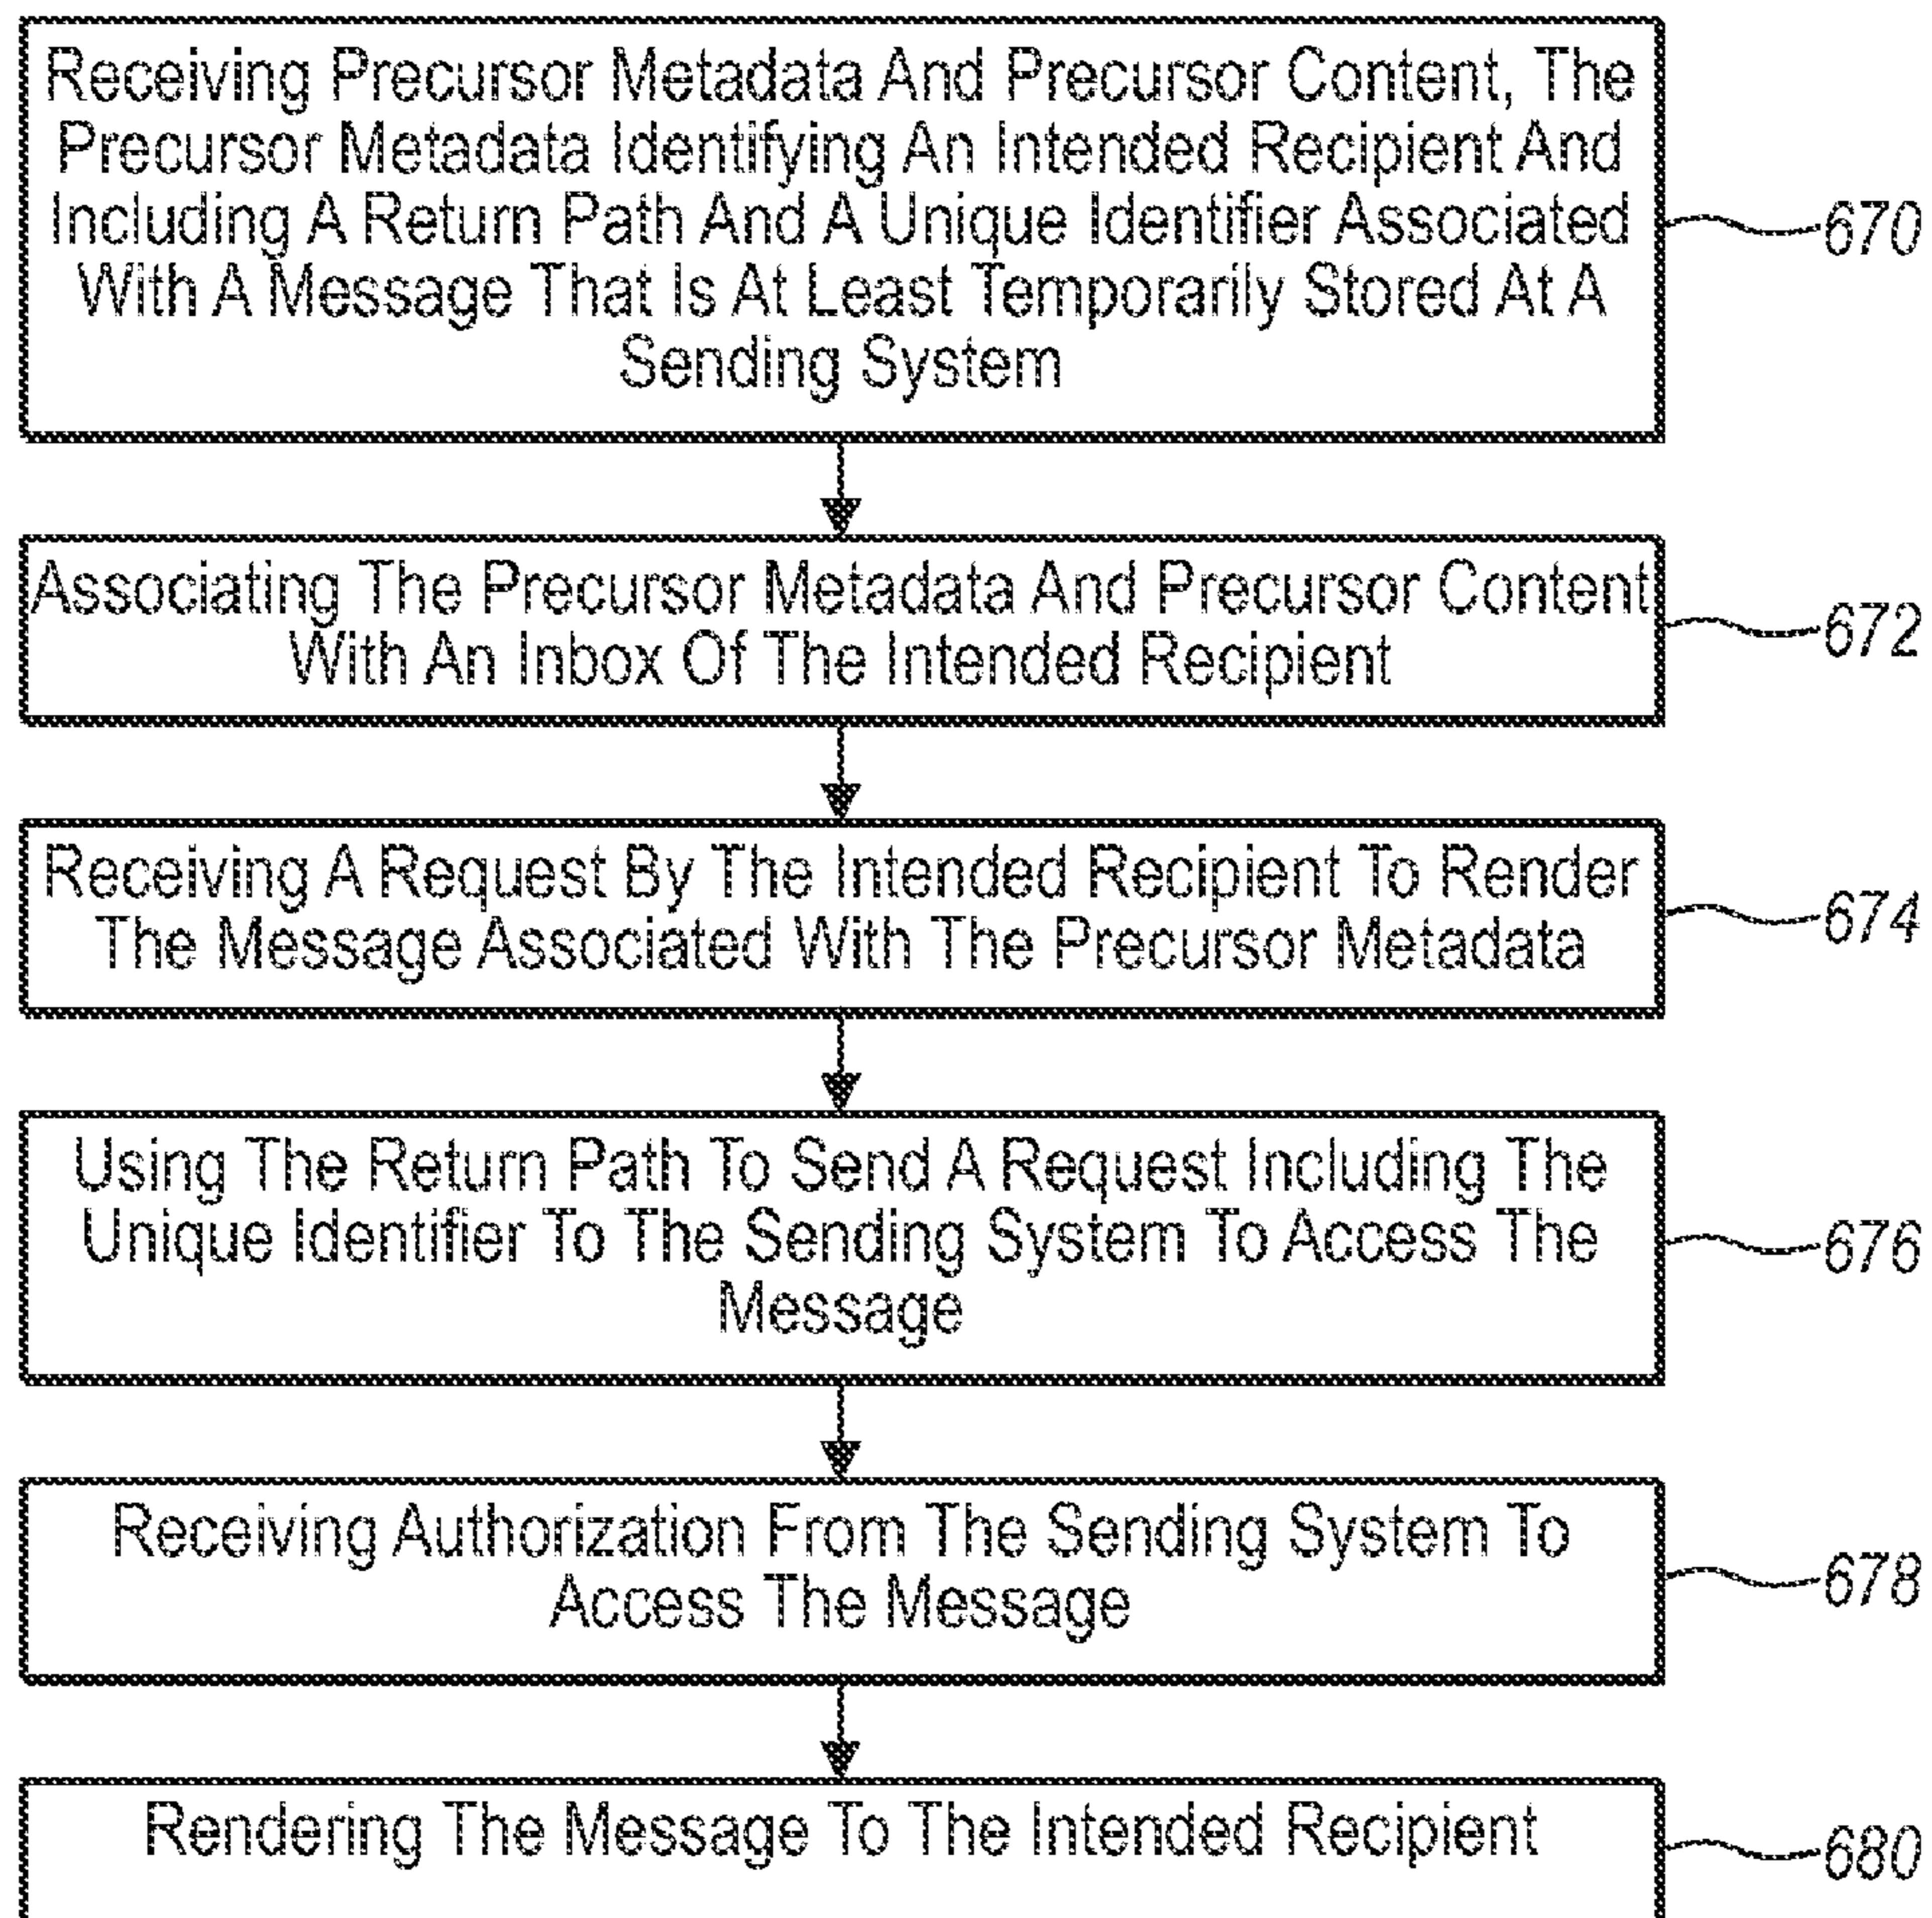 Receiving Precursor Metadata And Precursor Content, The
Precursor Metadata Identifying An Intended Recipient And
Including A Return Path And A Unique Identifier Associated
With A Message That Is At Least Temporarily Stored At A
Sending System
670
Associating The Precursor Metadata And Precursor Content
With An Inbox Of The Intended Recipient
672
Receiving A Request By The Intended Recipient To Render
The Message Associated With The Precursor Metadata
674
Using The Return Path To Send A Request Including The
Unique Identifier To The Sending System To Access The
Message
676
Receiving Authorization From The Sending System To
Access The Message
678
Rendering The Message To The Intended Recipient
680